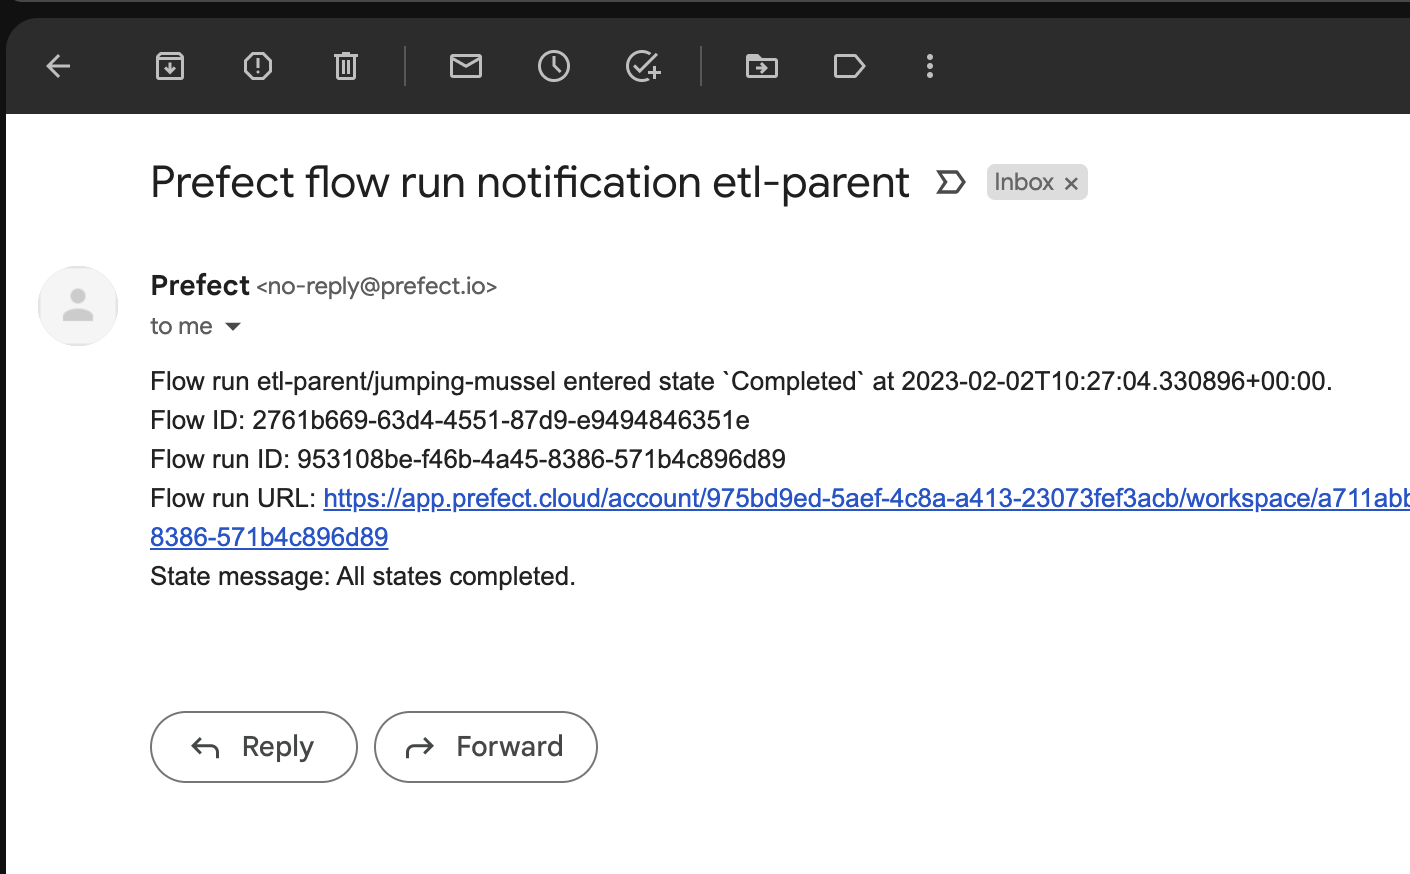 Prefect flow run notification etl-parent Inbox ×
Prefect <no-reply@prefect.io>
to me
Flow run etl-parent/jumping-mussel entered state `Completed` at 2023-02-02T10:27:04.330896+00:00.
Flow ID: 2761b669-63d4-4551-87d9-e9494846351e
Flow run ID: 953108be-f46b-4a45-8386-571b4c896d89
Flow run URL: https://app.prefect.cloud/account/975bd9ed-5aef-4c8a-a413-23073fef3acb/workspace/a711abb
8386-571b4c896d89
State message: All states completed.
Reply Forward